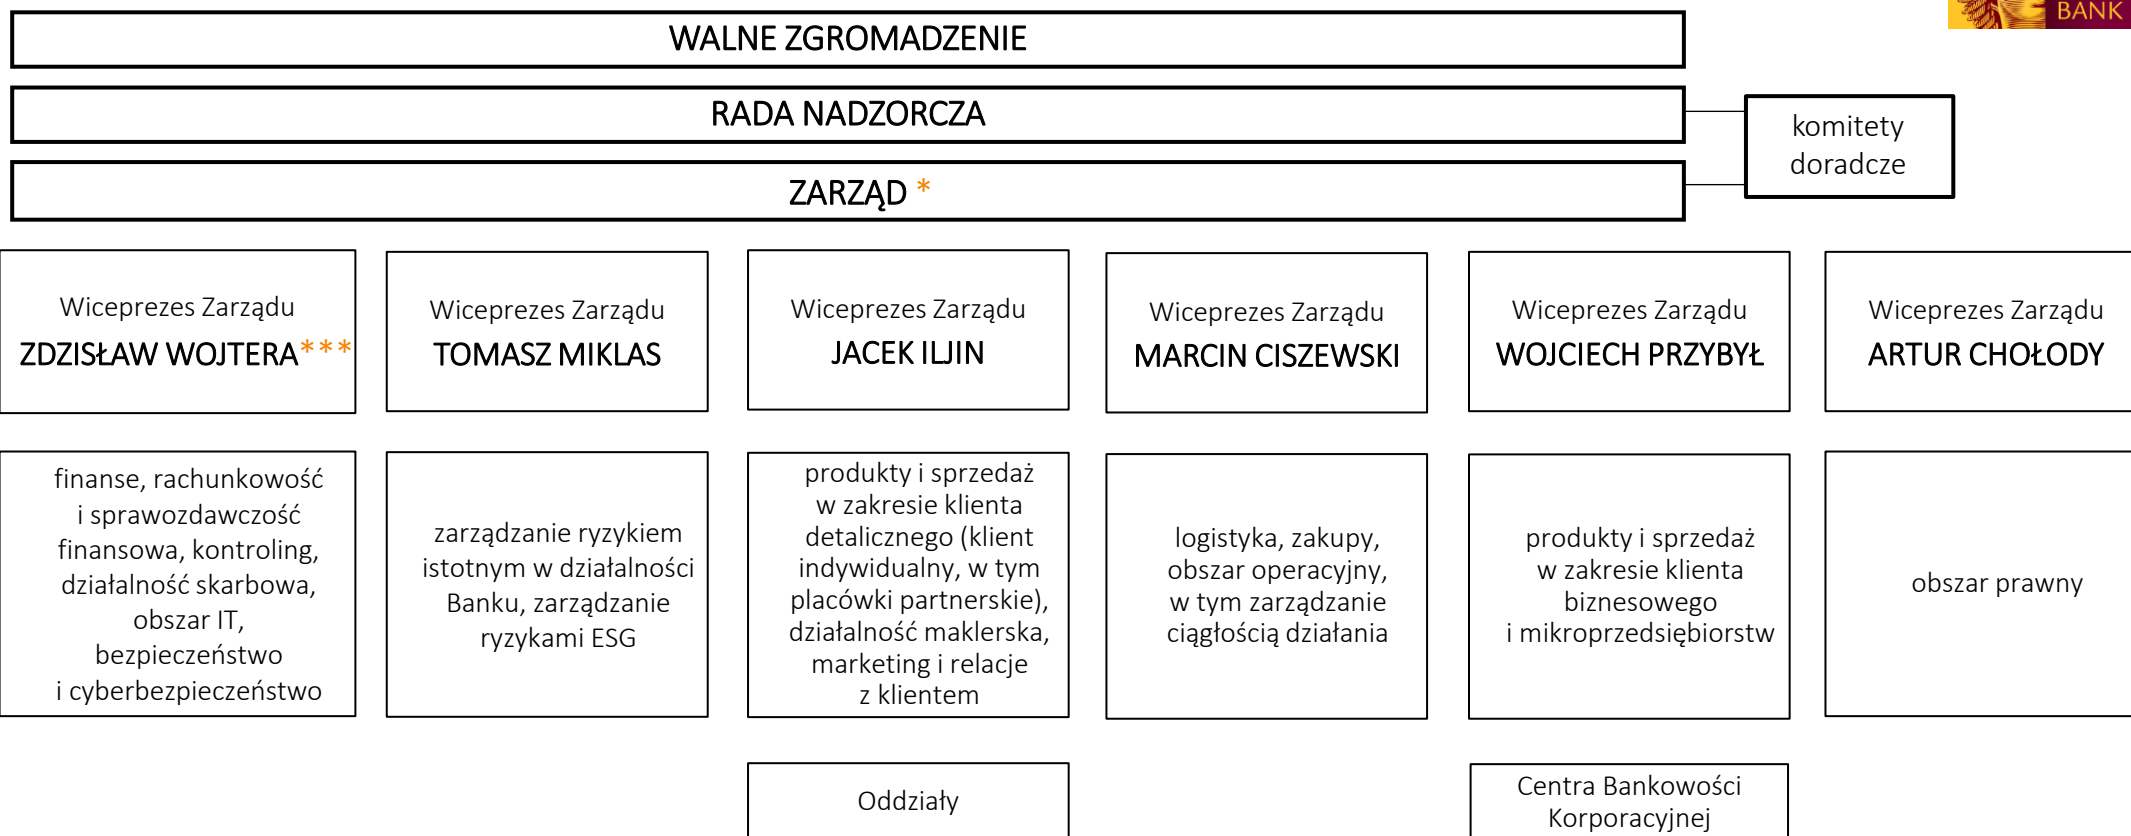 BANK
WALNE ZGROMADZENIE
RADA NADZORCZA
komitety
doradcze
ZARZĄD *
Wiceprezes Zarządu
ZDZISŁAW WOJTERA***
Wiceprezes Zarządu
TOMASZ MIKLAS
Wiceprezes Zarządu
JACEK ILJIN
Wiceprezes Zarządu
MARCIN CISZEWSKI
Wiceprezes Zarządu
WOJCIECH PRZYBYŁ
Wiceprezes Zarządu
ARTUR CHOŁODY
finanse, rachunkowość
i sprawozdawczość
finansowa, kontroling,
działalność skarbowa,
obszar IT,
bezpieczeństwo
i cyberbezpieczeństwo
zarządzanie ryzykiem
istotnym w działalności
Banku, zarządzanie
ryzykami ESG
produkty i sprzedaż
w zakresie klienta
detalicznego (klient
indywidualny, w tym
placówki partnerskie),
działalność maklerska,
marketing i relacje
z klientem
logistyka, zakupy,
obszar operacyjny,
w tym zarządzanie
ciągłością działania
produkty i sprzedaż
w zakresie klienta
biznesowego
i mikroprzedsiębiorstw
obszar prawny
Oddziały
Centra Bankowości
Korporacyjnej